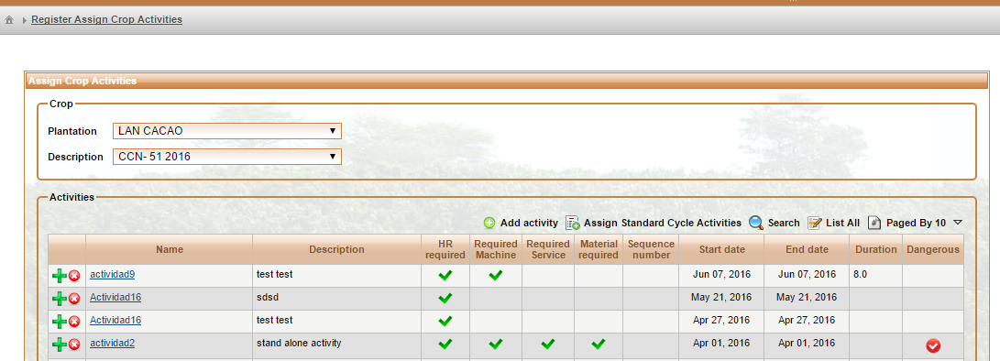 Register Assign Crop Activities
Assign Crop Activities
Crop
Plantation LAN CACAO
Description CCN- 51 2016
Activities
Add activity Assign Standard Cycle Activities Search List All Paged By 10
Name Description HR required Required Machine Required Service Material required Sequence number Start date End date Duration Dangerous
actividad9 test test Jun 07, 2016 Jun 07, 2016 8.0
Actividad16 sdsd May 21, 2016 May 21, 2016
Actividad16 test test Apr 27, 2016 Apr 27, 2016
actividad2 stand alone activity Apr 01, 2016 Apr 01, 2016